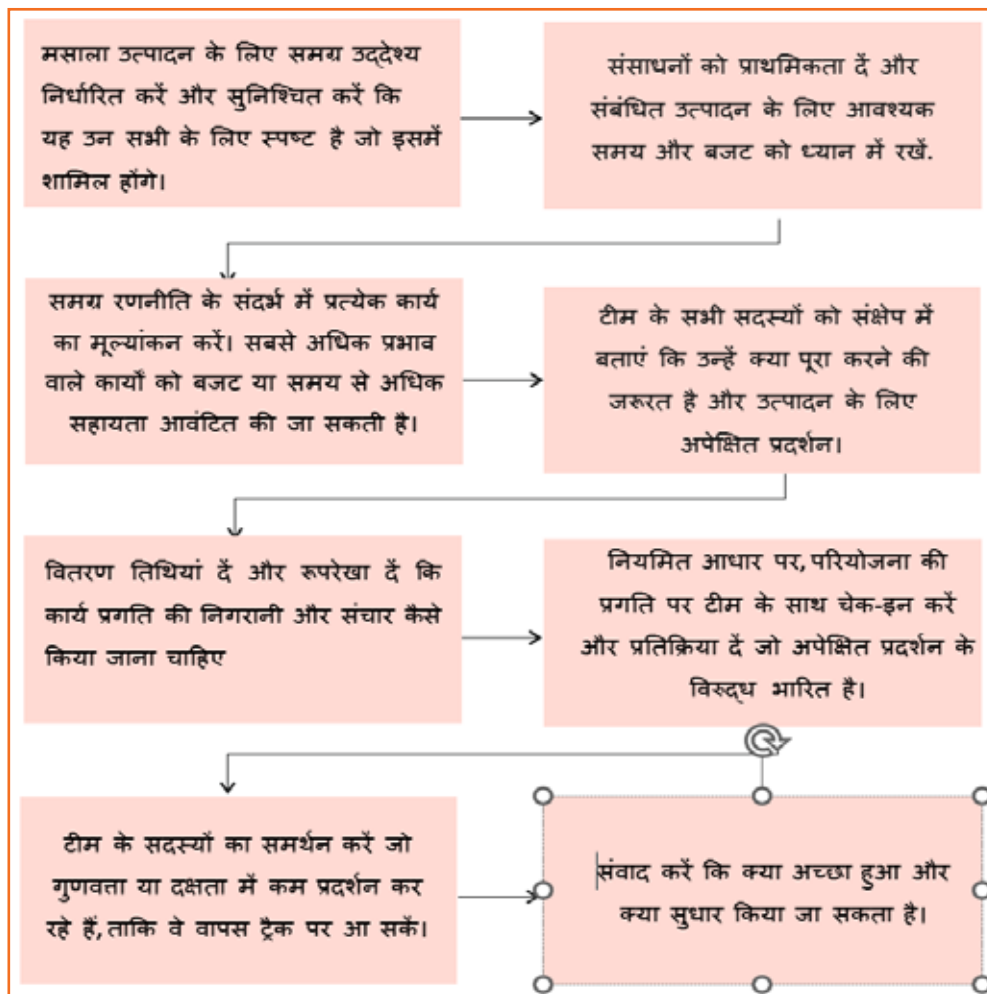 मसाला उत्पादन के लिए समग्र उद्देश्य
निर्धारित करें और सुनिश्चित करें कि
यह उन सभी के लिए स्पष्ट है जो इसमें
शामिल होंगे।
संसाधनों को प्राथमिकता दें और
संबंधित उत्पादन के लिए आवश्यक
समय और बजट को ध्यान में रखें.
समग्र रणनीति के संदर्भ में प्रत्येक कार्य
का मूल्यांकन करें। सबसे अधिक प्रभाव
वाले कार्यों को बजट या समय से अधिक
सहायता आवंटित की जा सकती है।
टीम के सभी सदस्यों को संक्षेप में
बताएं कि उन्हें क्या पूरा करने की
जरूरत है और उत्पादन के लिए
अपेक्षित प्रदर्शन।
वितरण तिथियां दें और रूपरेखा दें कि
कार्य प्रगति की निगरानी और संचार कैसे
किया जाना चाहिए
नियमित आधार पर, परियोजना की
प्रगति पर टीम के साथ चेक-इन करें
और प्रतिक्रिया दें जो अपेक्षित प्रदर्शन के
विरुद्ध भारित है।
टीम के सदस्यों का समर्थन करें जो
गुणवत्ता या दक्षता में कम प्रदर्शन कर
रहे हैं, ताकि वे वापस ट्रैक पर आ सकें।
संवाद करें कि क्या अच्छा हुआ और
क्या सुधार किया जा सकता है।